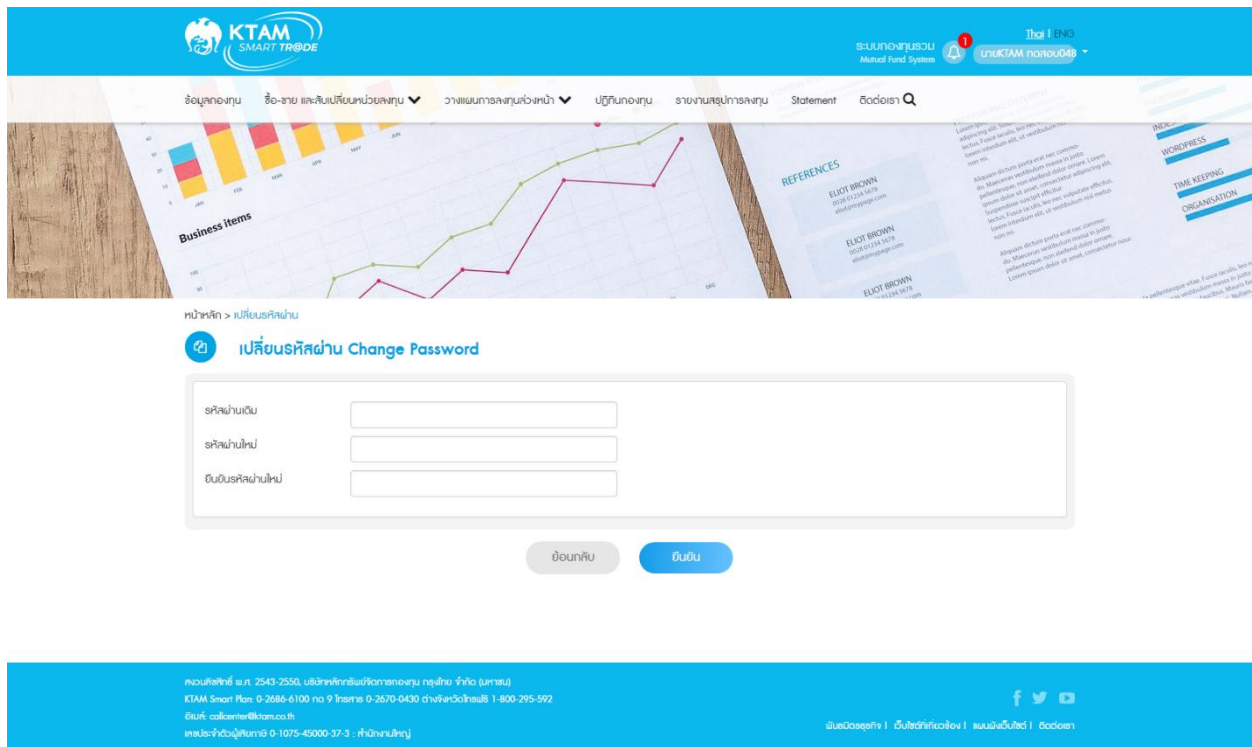 KTAM
SMART TR@DE
ระบบกองทุนรวม
Mutual Fund System
1
Thai | ENG
นายKTAM ทดสอบ048
ข้อมูลกองทุน
ซื้อ-ขาย และสับเปลี่ยนหน่วยลงทุน
วางแผนการลงทุนล่วงหน้า
ปฏิทินกองทุน
รายงานสรุปการลงทุน
Statement
ติดต่อเรา
Business items
JAN
FEB
MAR
APR
MAY
JUN
REFERENCES
ELIOT BROWN
0028 01234 5678
ELIOT BROWN
0028 01234 5678
ELIOT BROWN
WORDPRESS
TIME KEEPING
ORGANISATION
DEC
หน้าหลัก > เปลี่ยนรหัสผ่าน
เปลี่ยนรหัสผ่าน Change Password
รหัสผ่านเดิม
รหัสผ่านใหม่
ยืนยันรหัสผ่านใหม่
ย้อนกลับ
ยืนยัน
สงวนลิขสิทธิ์ พ.ศ. 2543-2550, บริษัทหลักทรัพย์จัดการกองทุน กรุงไทย จำกัด (มหาชน)
KTAM Smart Plan: 0-2686-6100 กด 9 โทรสาร 0-2670-0430 ต่างจังหวัดโทรฟรี 1-800-295-592
อีเมล์: callcenter@ktam.co.th
เลขประจำตัวผู้เสียภาษี 0-1075-45000-37-3 : สำนักงานใหญ่
พันธมิตรธุรกิจ | เว็บไซต์ที่เกี่ยวข้อง | แผนผังเว็บไซต์ | ติดต่อเรา